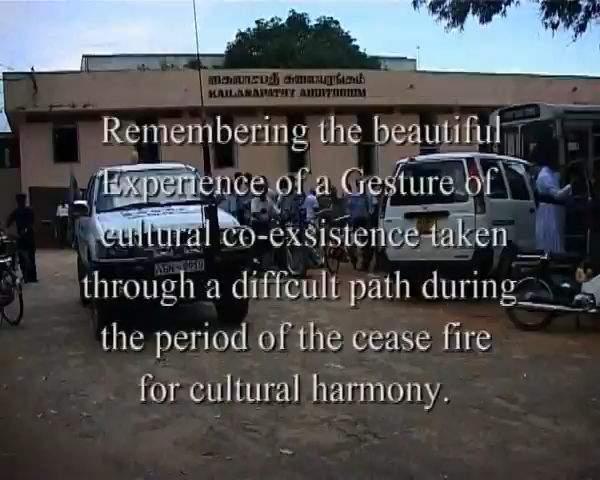 கைலாசபதி கலையரங்கம்
KAILASAPATHY AUDITORIUM
Remembering the beautiful
Experience of a Gesture of
cultural co-exsistence taken
through a diffcult path during
the period of the cease fire
for cultural harmony.